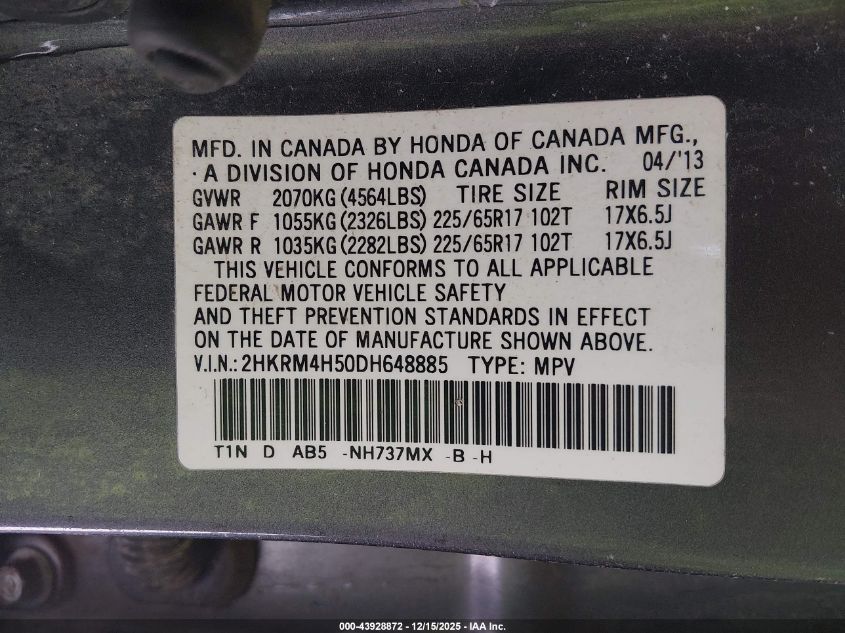 MFD. IN CANADA BY HONDA OF CANADA MFG.,
· A DIVISION OF HONDA CANADA INC. 04/'13
GVWR 2070KG (4564LBS) TIRE SIZE RIM SIZE
GAWR F 1055KG (2326LBS) 225/65R17 102T 17X6.5J
GAWR R 1035KG (2282LBS) 225/65R17 102T 17X6.5J
THIS VEHICLE CONFORMS TO ALL APPLICABLE
FEDERAL MOTOR VEHICLE SAFETY
AND THEFT PREVENTION STANDARDS IN EFFECT
ON THE DATE OF MANUFACTURE SHOWN ABOVE.
V.I.N.: 2HKRM4H50DH648885 TYPE: MPV
T1N D AB5 -NH737MX -B -H
000-43928872 - 12/15/2025 - IAA Inc.